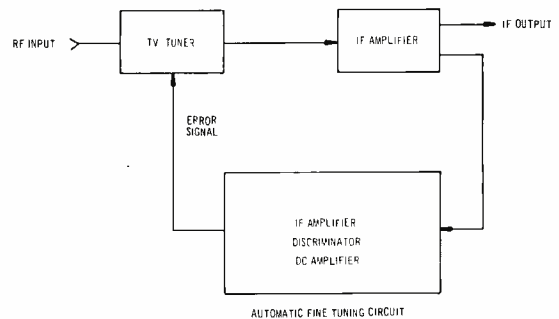 RF INPUT
TV TUNER
IF AMPLIFIER
IF OUTPUT
ERROR
SIGNAL
IF AMPLIFIER
DISCRIMINATOR
DC AMPLIFIER
AUTOMATIC FINE TUNING CIRCUIT